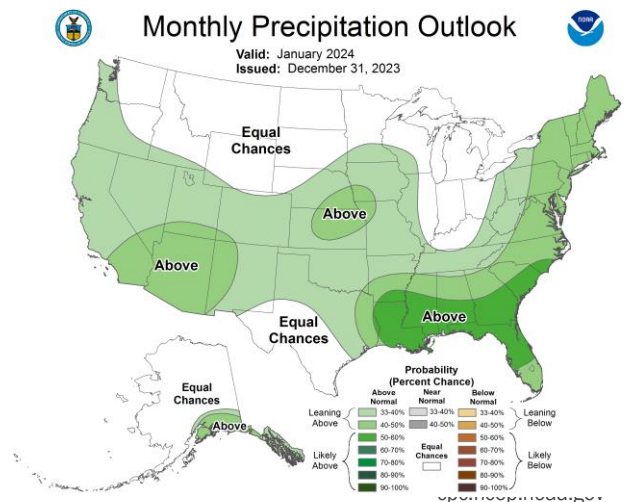 Monthly Precipitation Outlook
NOAA
Valid: January 2024
Issued: December 31, 2023
Equal
Chances
Above
Above
Above
Equal
Chances
Equal
Chances
Above
Probability
(Percent Chance)
Above
Normal
Near
Normal
Below
Normal
Leaning
Above
33-40%
33-40%
33-40%
Leaning
Below
40-50%
40-50%
40-50%
Likely
Above
50-60%
50-60%
Likely
Below
60-70%
Equal
Chances
60-70%
70-80%
70-80%
80-90%
80-90%
90-100%
90-100%